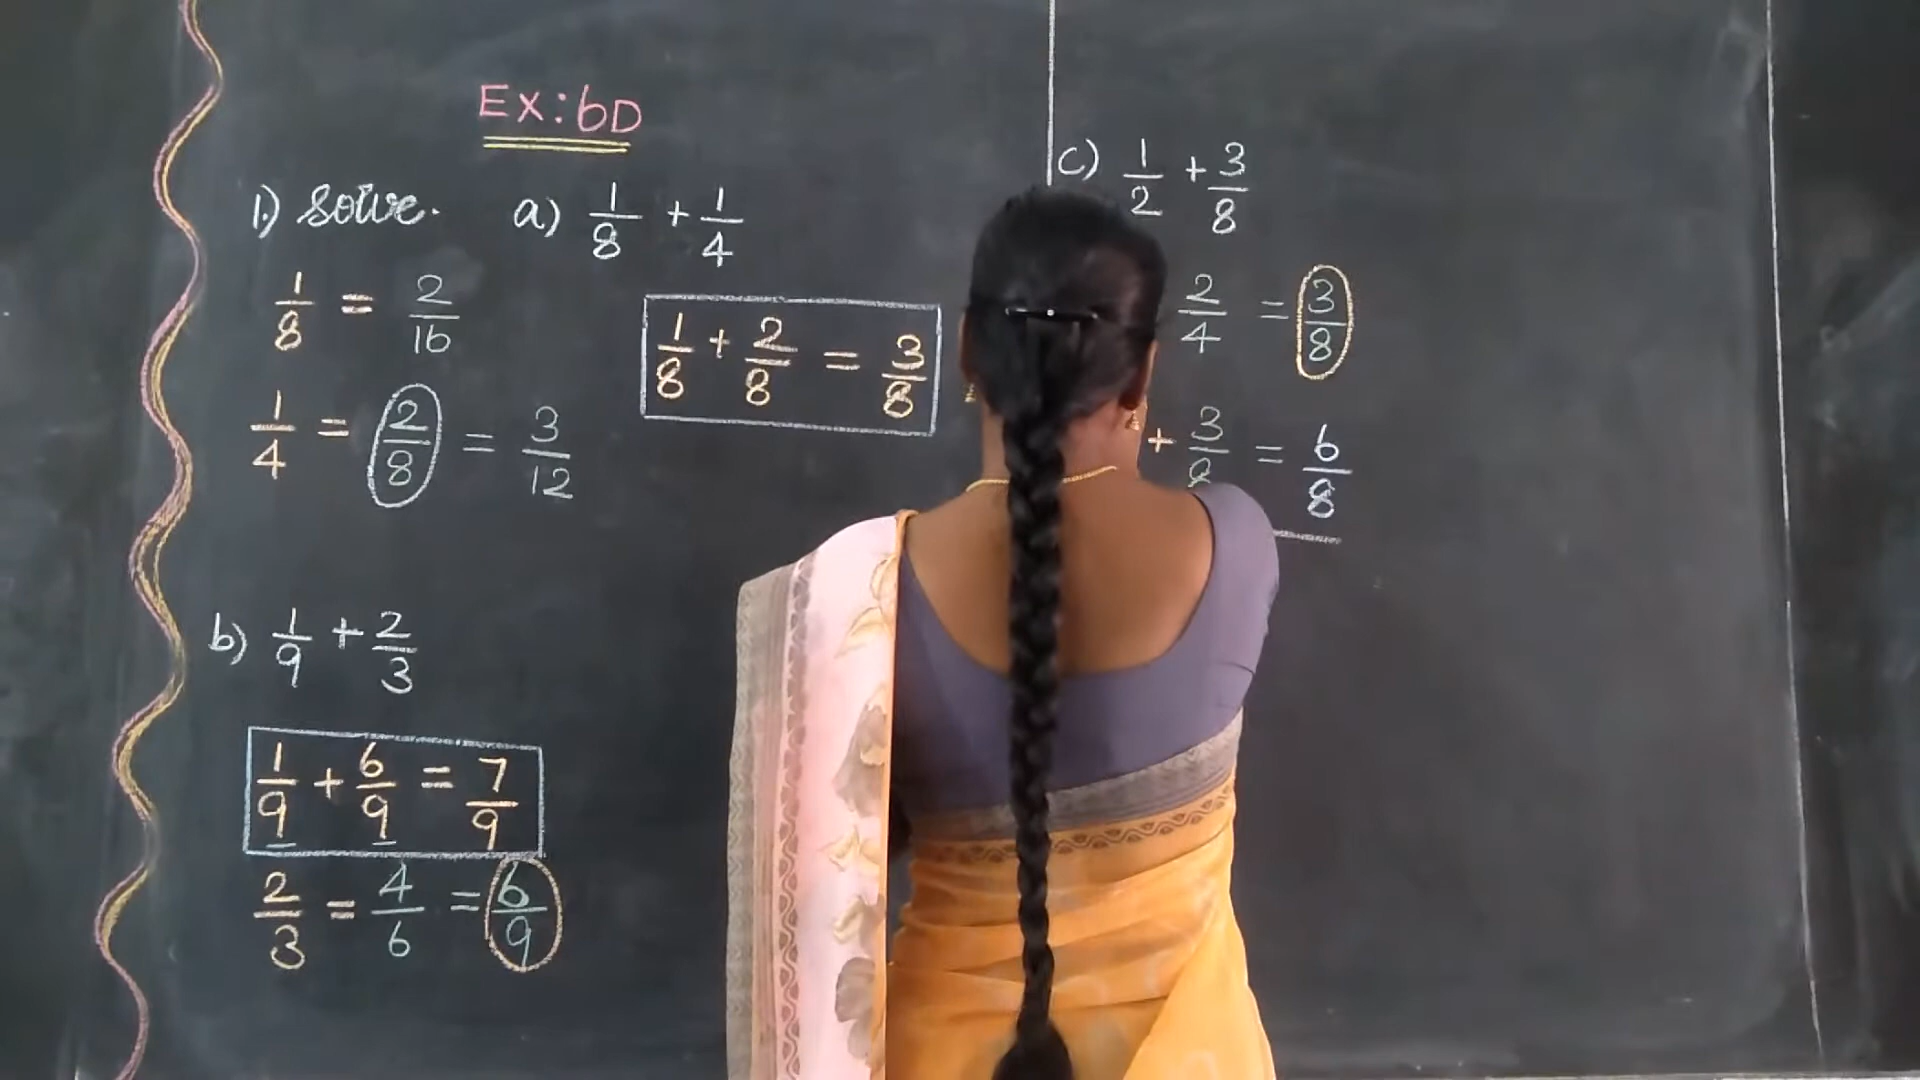 Ex: 6D
1.) Solve. a) 1/8 + 1/4
1/8 = 2/16
1/8 + 2/8 = 3/8
1/4 = 2/8 = 3/12
b) 1/9 + 2/3
1/9 + 6/9 = 7/9
2/3 = 4/6 = 6/9
c) 1/2 + 3/8
2/4 = 3/8
+ 3/8 = 6/8